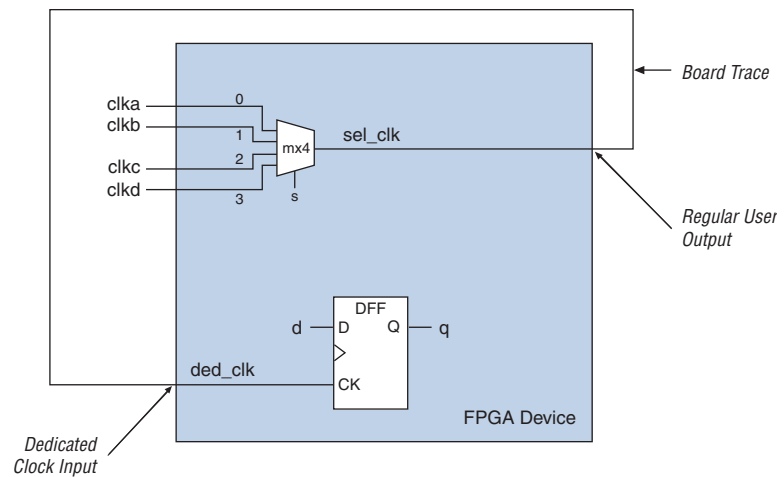 Board Trace
clka
0
clkb
1
mx4
sel_clk
clkc
2
clkd
3
s
Regular User
Output
DFF
d
D
Q
q
ded_clk
CK
FPGA Device
Dedicated
Clock Input